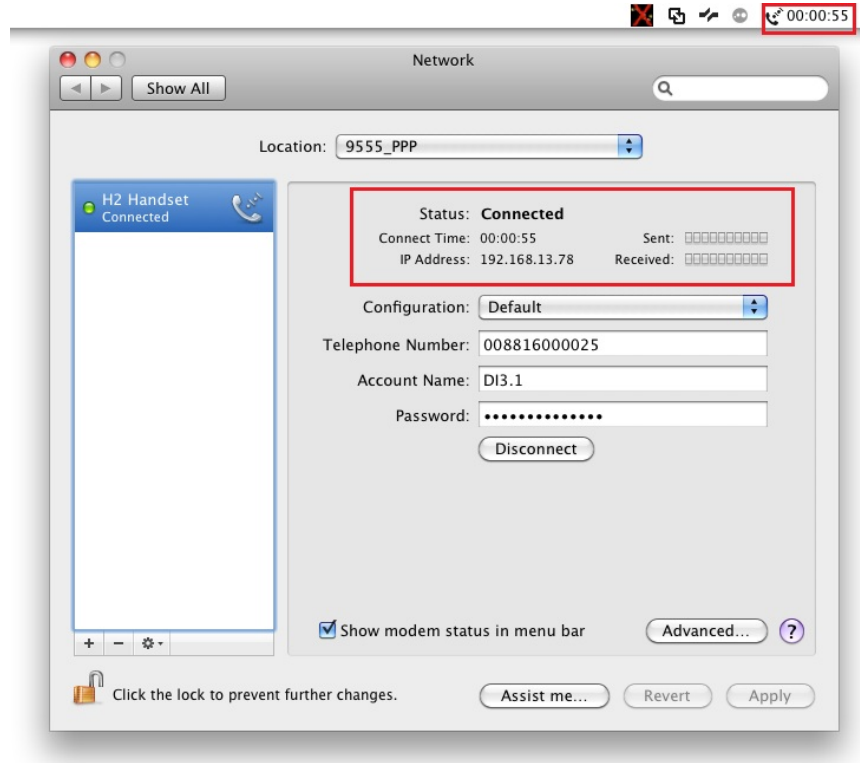 00:00:55
Network
Show All
Location: 9555_PPP
H2 Handset
Connected
Status: Connected
Connect Time: 00:00:55 Sent:
IP Address: 192.168.13.78 Received:
Configuration: Default
Telephone Number: 008816000025
Account Name: DI3.1
Password: ••••••••••••••
Disconnect
Show modem status in menu bar
Advanced... ?
Click the lock to prevent further changes.
Assist me... Revert Apply